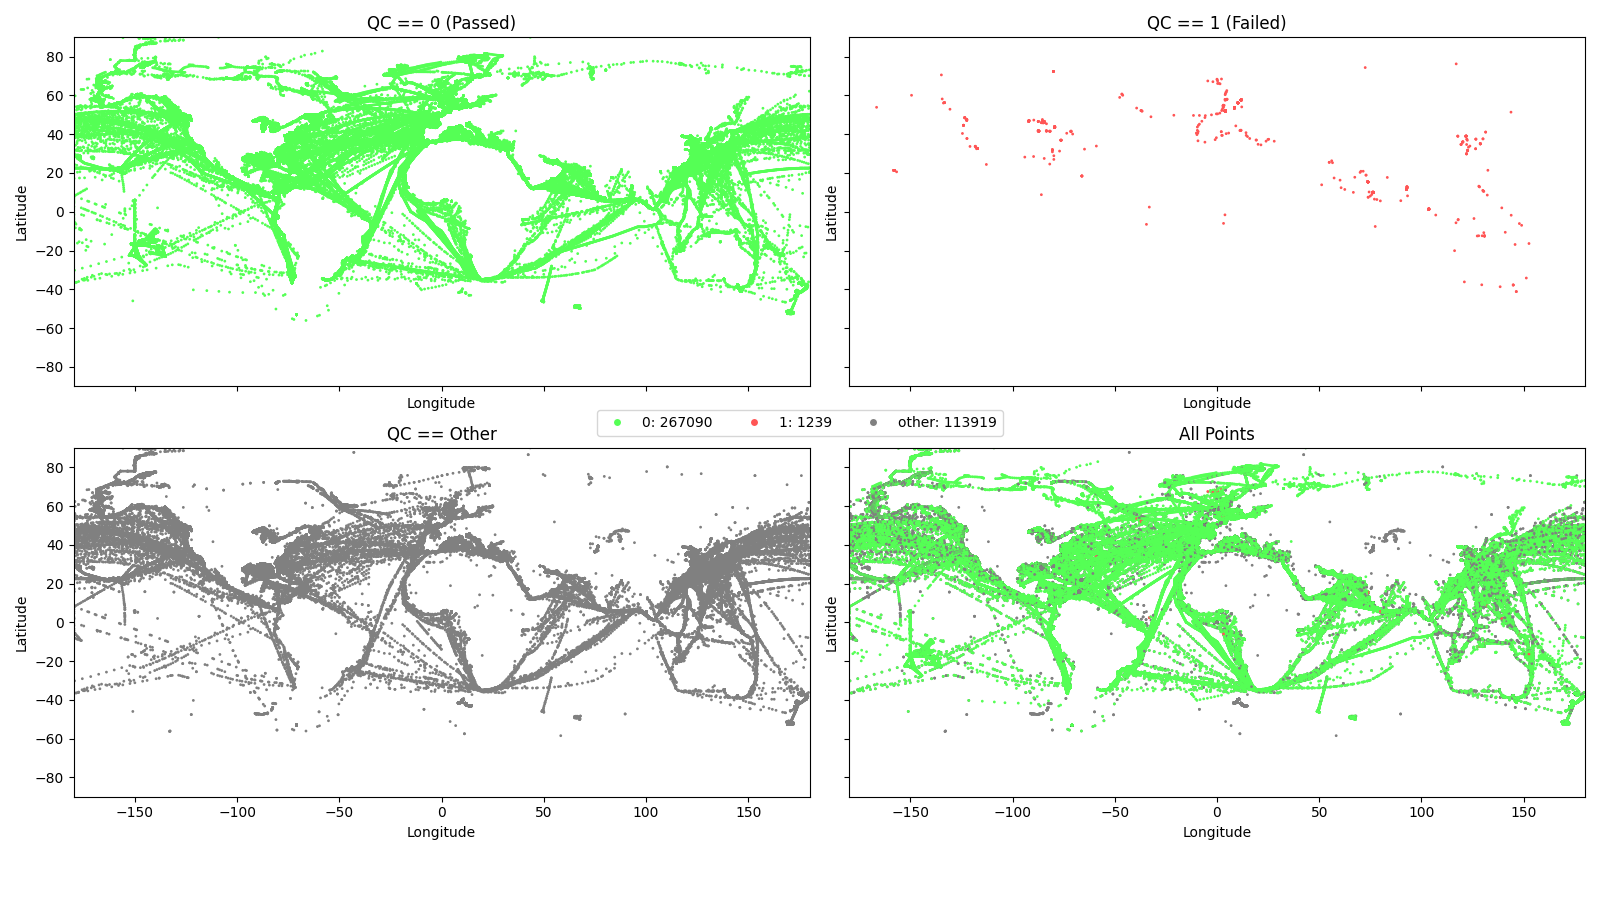 QC == 0 (Passed)
QC == 1 (Failed)
Latitude
80
60
40
20
0
−20
−40
−60
−80
Longitude
Latitude
Longitude
0: 267090
1: 1239
other: 113919
QC == Other
All Points
Latitude
80
60
40
20
0
−20
−40
−60
−80
−150
−100
−50
0
50
100
150
Longitude
Latitude
−150
−100
−50
0
50
100
150
Longitude